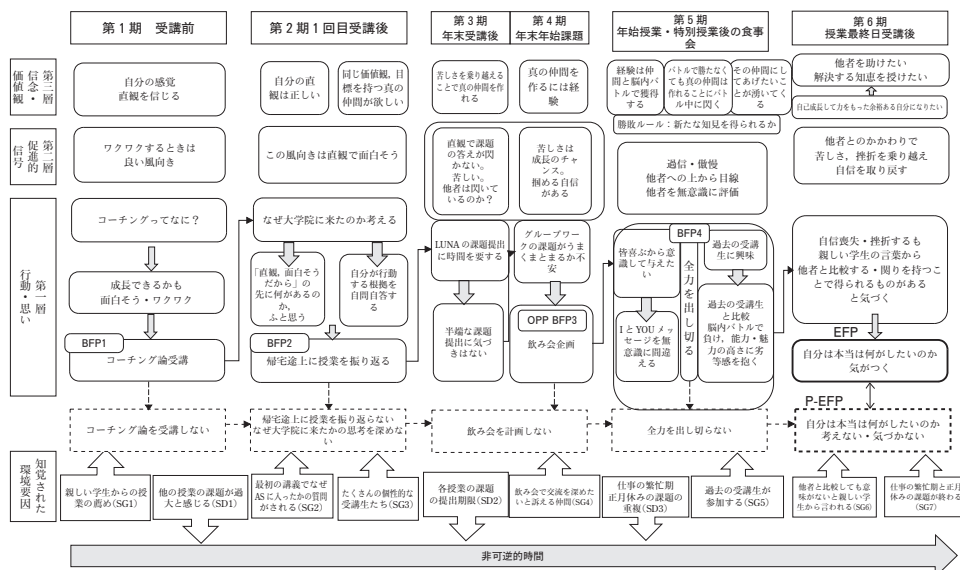 第１期　受講前
第２期１回目受講後
第３期
年末受講後
第４期
年末年始課題
第５期
年始授業・特別授業後の食事
会
第６期
授業最終日受講後
第三層
信念・
価値観
自分の感覚
直観を信じる
自分の直
観は正しい
同じ価値観，目
標を持つ真の
仲間が欲しい
苦しさを乗り越える
ことで真の仲間を作
れる
真の仲間
を作るには経
験
経験は仲
間と脳内バ
トルで獲得す
る
バトルで勝てなく
ても真の仲間は
作れることにバト
ル中に閃く
その仲間にし
てあげたいこ
とが湧いてく
る
勝敗ルール：新たな知見を得られるか
他者を助けたい
解決する知恵を授けたい
自己成長して力をもった余裕ある自分になりたい
第二層
促進的
信号
ワクワクするときは
良い風向き
この風向きは直観で面白そう
直観で課題
の答えが閃
かない。
苦しい。
他者は閃いて
いるのか？
苦しさは
成長のチャ
ンス。
掴める自信
がある
過信・傲慢
他者への上から目線
他者を無意識に評価
他者とのかかわりで
苦しさ，挫折を乗り越え
自信を取り戻す
第一層
行動・思い
コーチングってなに？
成長できるかも
面白そう・ワクワク
BFP1
コーチング論受講
なぜ大学院に来たのか考える
「直観，面白そう
だから」の
先に何があるのか，
ふと思う
自分が行動
する根拠を
自問自答す
る
BFP2
帰宅途上に授業を振り返る
LUNAの課題提出
に時間を要する
半端な課題
提出に気づ
きはない
グループワー
クの課題がうま
くまとまるか不
安
OPP BFP3
飲み会企画
BFP4
皆喜ぶから意
識して与えた
い
IとYOUメッ
セージを無
意識に間違
える
全力を出し切る
過去の受講
生に興味
過去の受講生
と比較
脳内バトルで
負け，能力・魅
力の高さに劣
等感を抱く
自信喪失・挫折するも
親しい学生の言葉から
他者と比較する・関りを持つこ
とで得られるものがある
と気づく
EFP
自分は本当は何がしたいのか
気がつく
P-EFP
コーチング論を受講しない
帰宅途上に授業を振り返らない
なぜ大学院に来たかの思考を深めな
い
飲み会を計画しない
全力を出し切らない
自分は本当は何がしたいのか
考えない・気づかない
知覚された
環境要因
親しい学生からの授
業の薦め(SG1)
他の授業の課題が過
大と感じる(SD1)
最初の講義でなぜ
ASに入ったかの質問
がされる(SG2)
たくさんの個性的な
受講生たち(SG3)
各授業の課題
の提出期限(SD2)
飲み会で交流を深めた
いと訴える仲間(SG4)
仕事の繁忙期
正月休みの課題の
重複(SD3)
過去の受講生が
参加する(SG5)
他者と比較しても意
味がないと親しい学
生から言われる(SG6)
仕事の繁忙期と正月
休みの課題が終わる
(SG7)
非可逆的時間